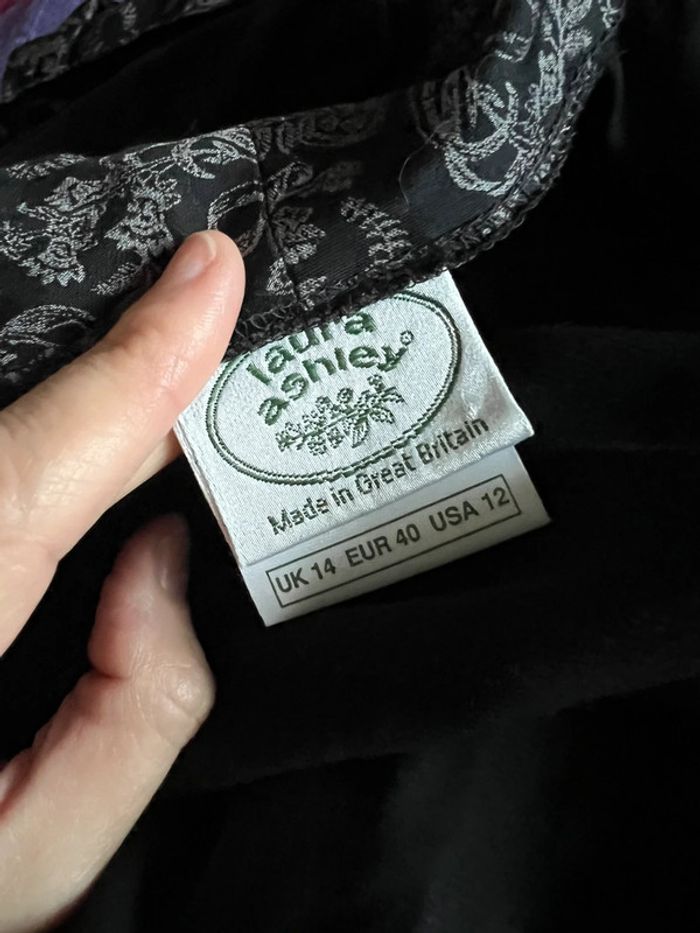 laura
ashley®
Made in Great Britain
UK 14 EUR 40 USA 12